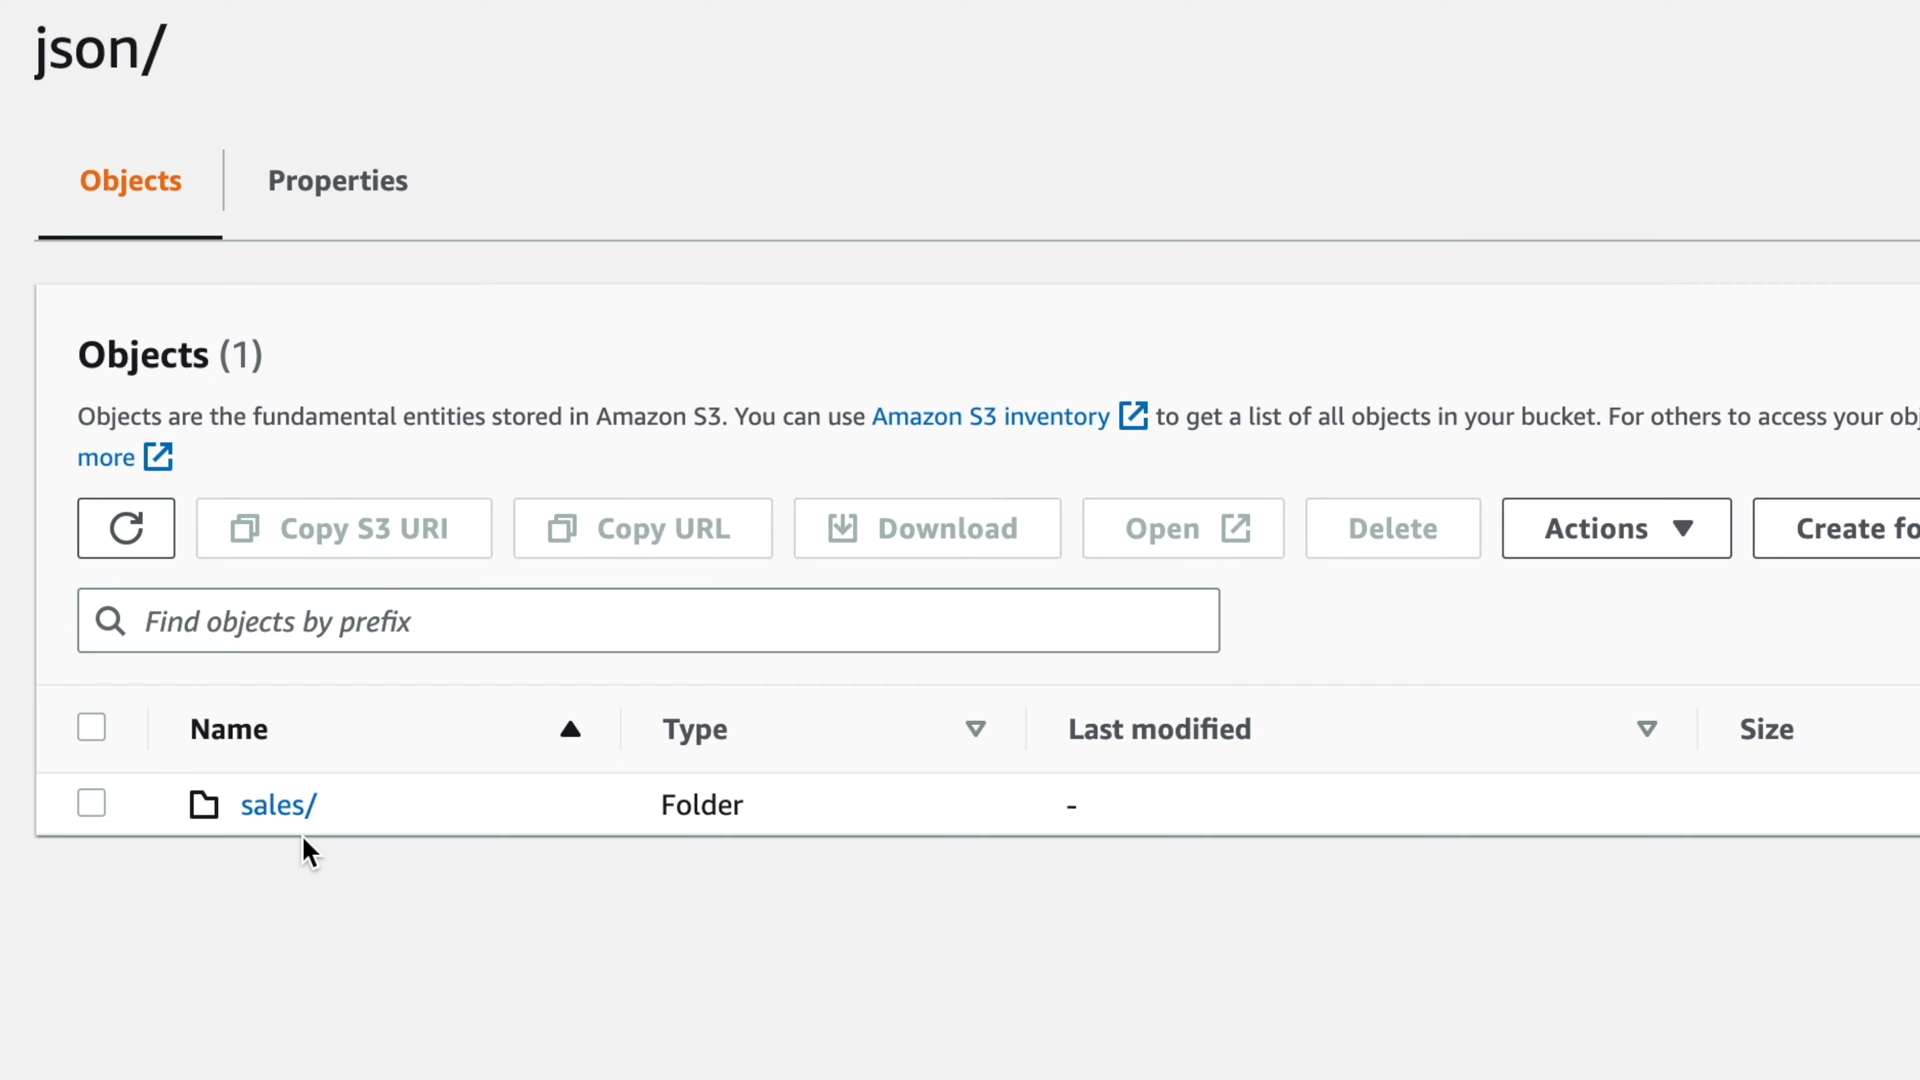 json/
Objects
Properties
Objects (1)
Objects are the fundamental entities stored in Amazon S3. You can use Amazon S3 inventory to get a list of all objects in your bucket. For others to access your
more
Copy S3 URI
Copy URL
Download
Open
Delete
Actions
Create
Find objects by prefix
Name
Type
Last modified
Size
sales/
Folder
-